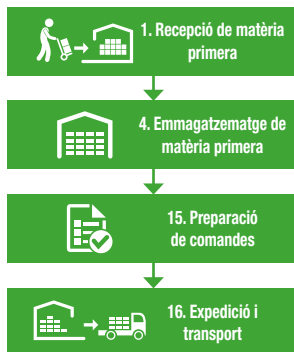 1. Recepció de matèria
primera
4. Emmagatzematge de
matèria primera
15. Preparació
de comandes
16. Expedició i
transport